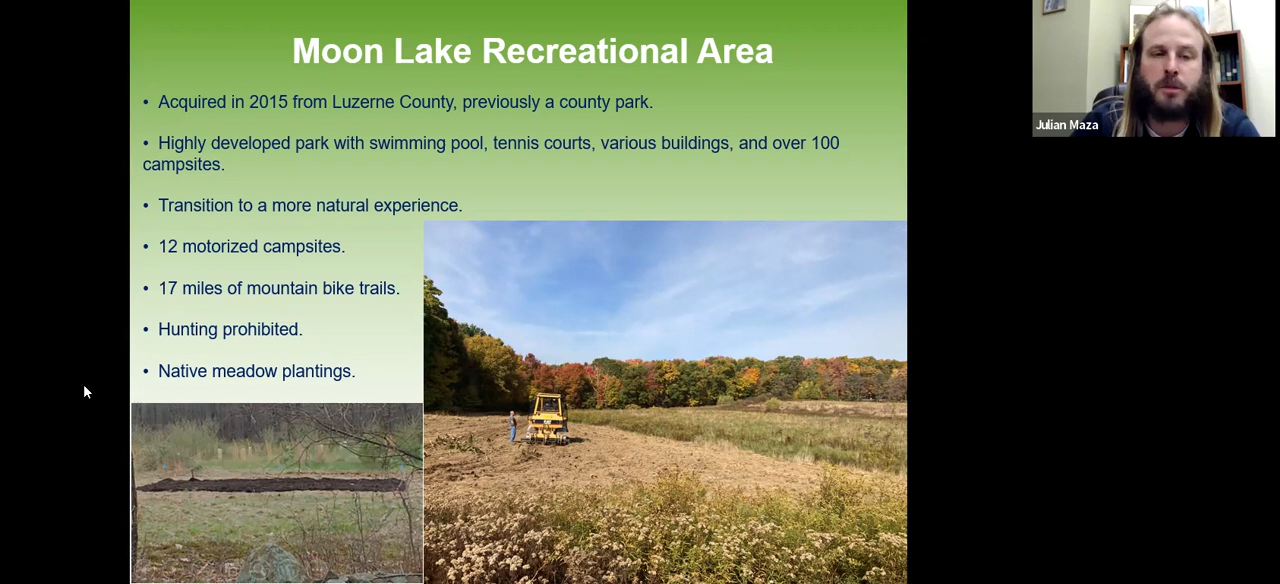 Moon Lake Recreational Area
• Acquired in 2015 from Luzerne County, previously a county park.
• Highly developed park with swimming pool, tennis courts, various buildings, and over 100
campsites.
• Transition to a more natural experience.
• 12 motorized campsites.
• 17 miles of mountain bike trails.
• Hunting prohibited.
• Native meadow plantings.
Julian Maza